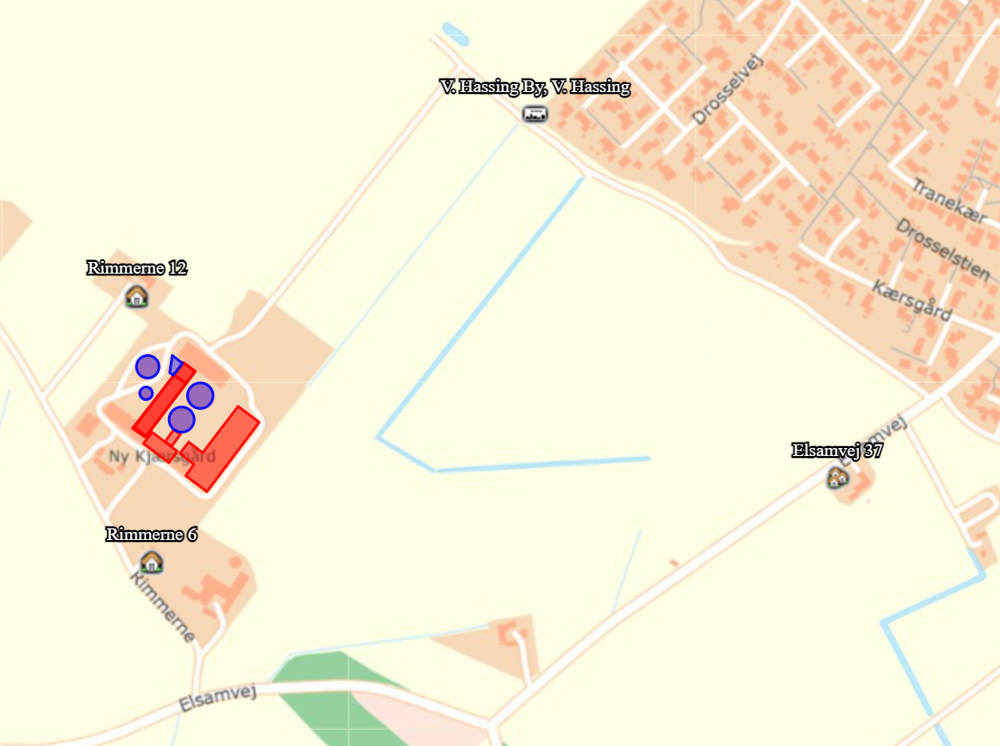 V. Hassing By, V. Hassing
Drosselvej
Tranekær
Drosselstien
Kærsgård
Rimmerne 12
Ny Kjærsgård
Elsamvej
Elsamvej 37
Rimmerne 6
Rimmerne
Elsamvej